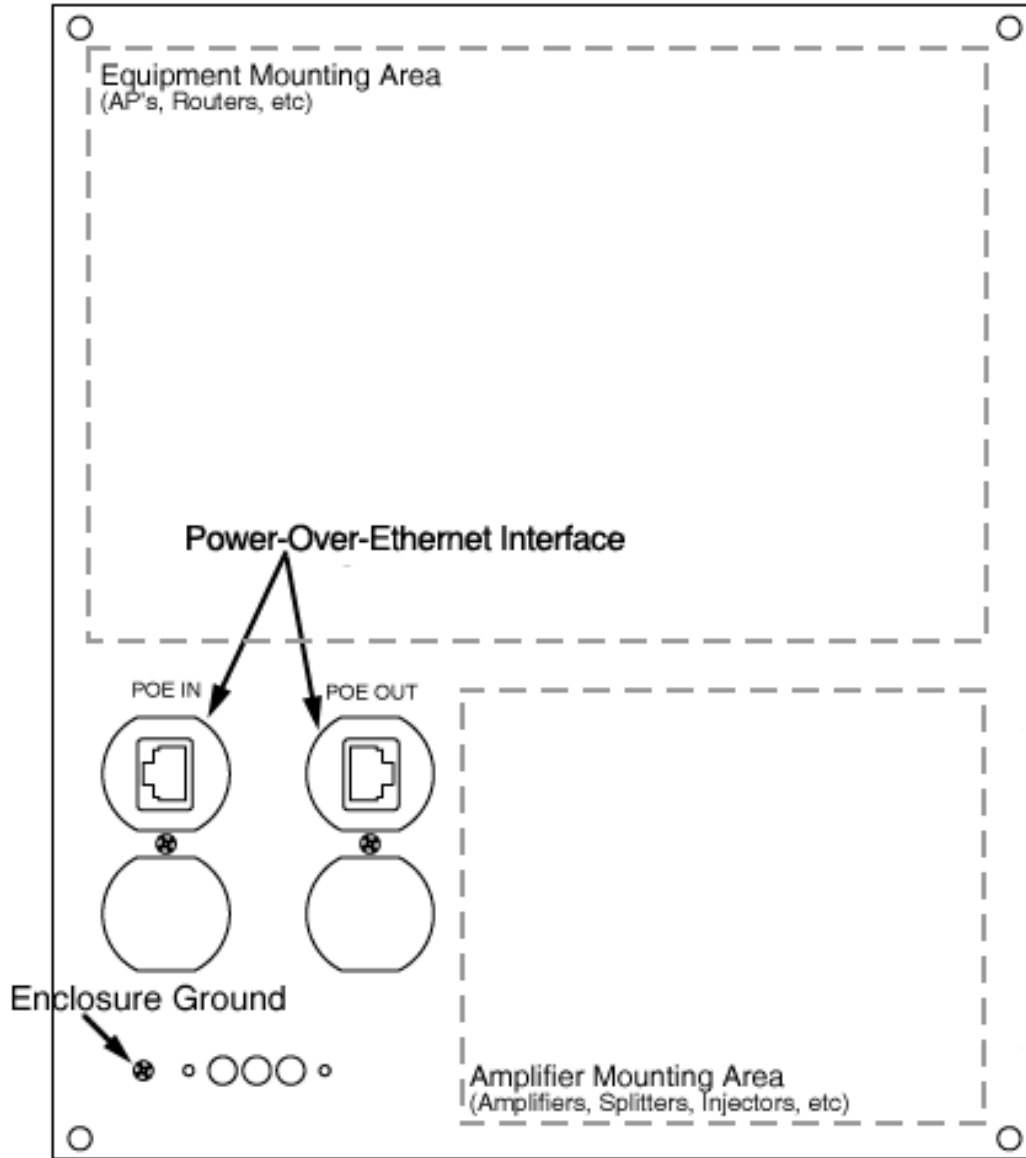 Equipment Mounting Area
(AP's, Routers, etc)
Power-Over-Ethernet Interface
POE IN
POE OUT
Enclosure Ground
Amplifier Mounting Area
(Amplifiers, Splitters, Injectors, etc)